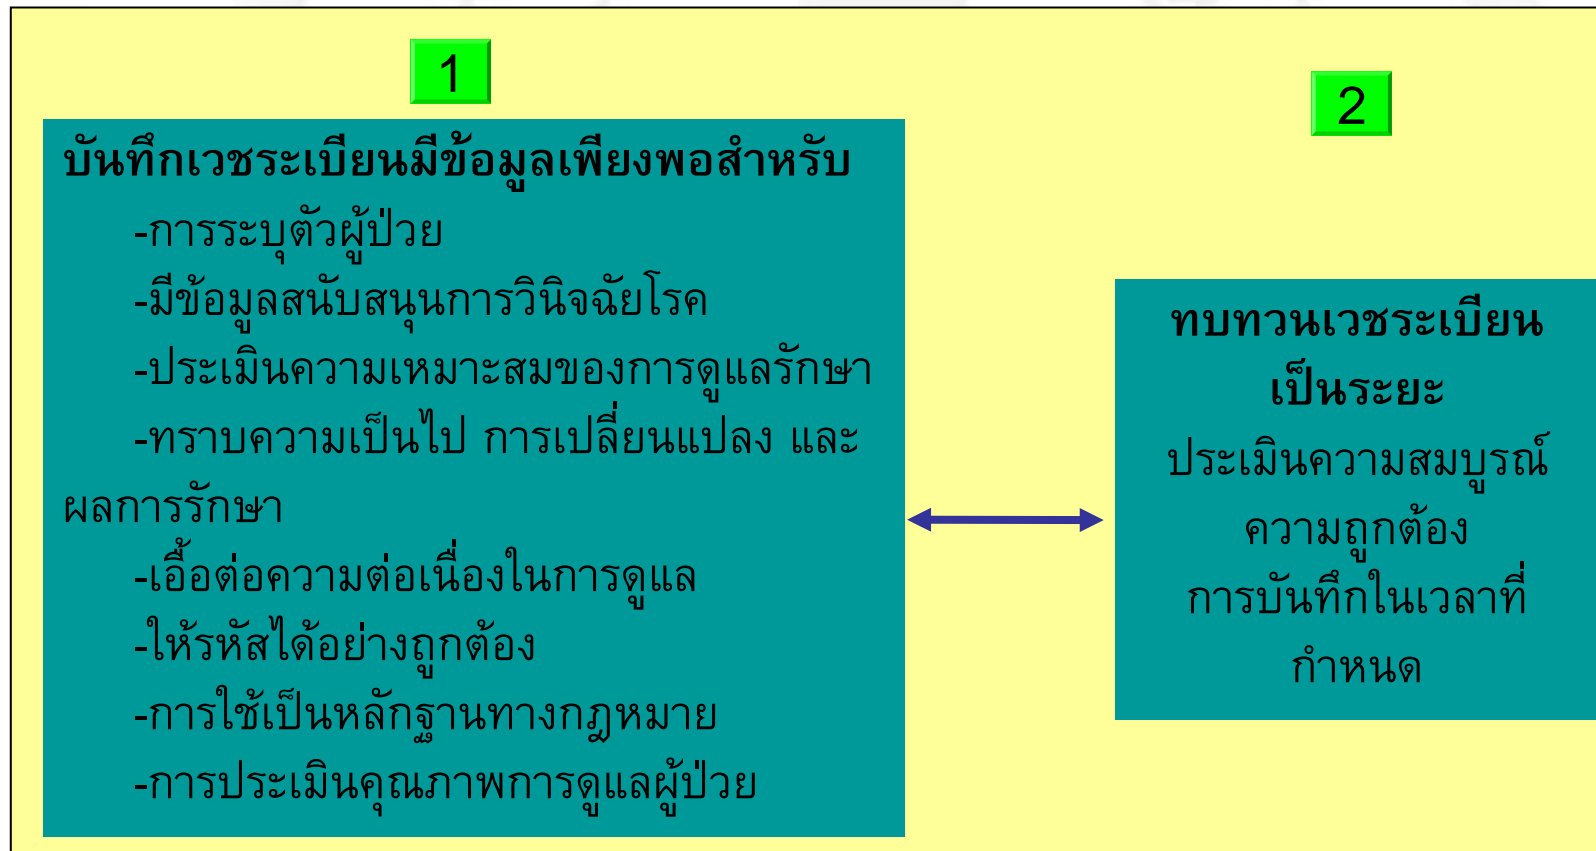 1
บันทึกเวชระเบียนมีข้อมูลเพียงพอสำหรับ
-การระบุตัวผู้ป่วย
-มีข้อมูลสนับสนุนการวินิจฉัยโรค
-ประเมินความเหมาะสมของการดูแลรักษา
-ทราบความเป็นไป การเปลี่ยนแปลง และ
ผลการรักษา
-เอื้อต่อความต่อเนื่องในการดูแล
-ให้รหัสได้อย่างถูกต้อง
-การใช้เป็นหลักฐานทางกฎหมาย
-การประเมินคุณภาพการดูแลผู้ป่วย
2
ทบทวนเวชระเบียน
เป็นระยะ
ประเมินความสมบูรณ์
ความถูกต้อง
การบันทึกในเวลาที่
กำหนด